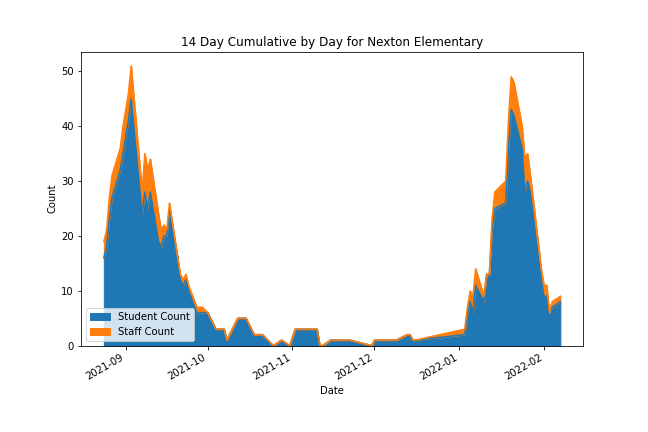 14 Day Cumulative by Day for Nexton Elementary
50
40
30
20
10
0
Count
Student Count
Staff Count
2021-09
2021-10
2021-11
2021-12
2022-01
2022-02
Date